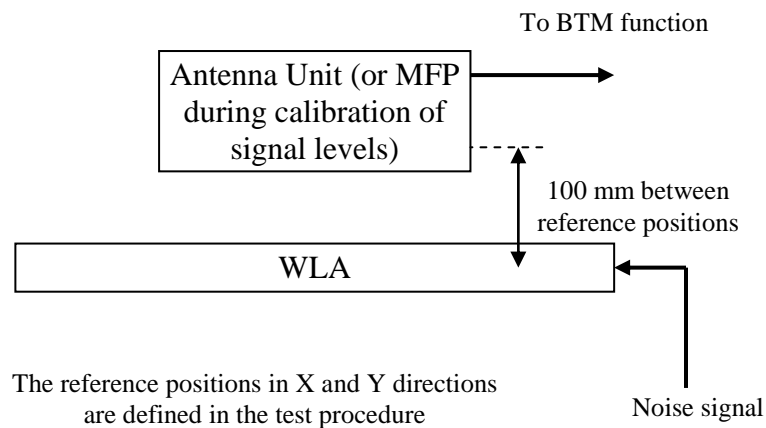 To BTM function
Antenna Unit (or MFP
during calibration of
signal levels)
100 mm between
reference positions
WLA
The reference positions in X and Y directions
are defined in the test procedure
Noise signal